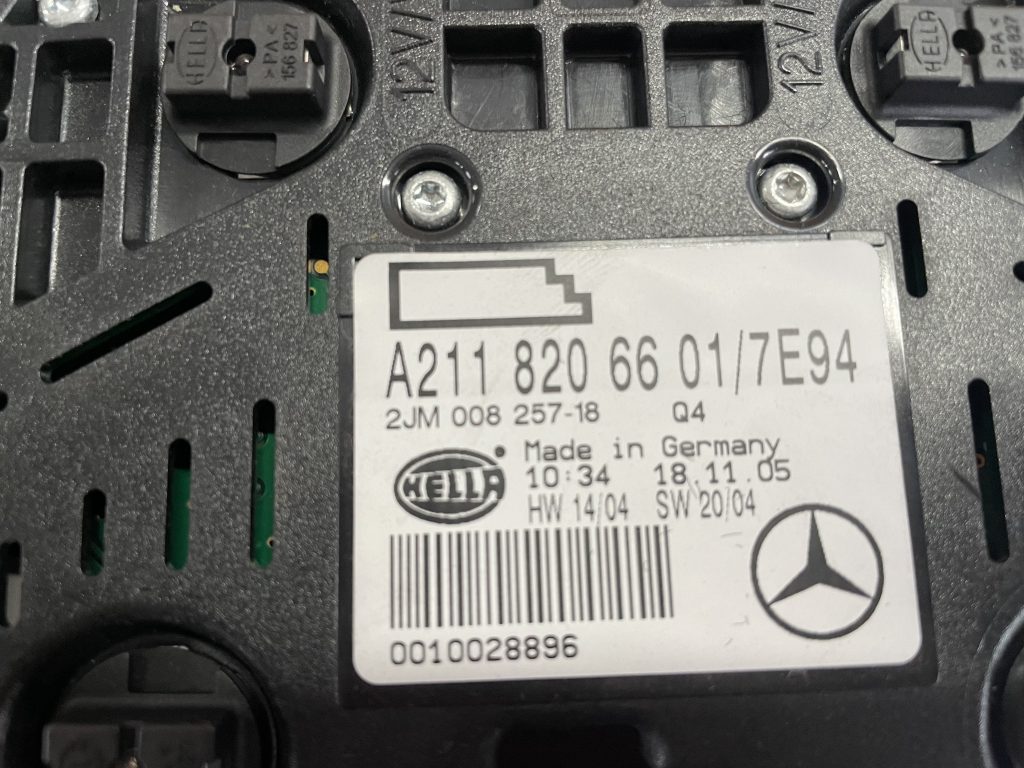 HELLA
>PA<
156 827
12V/
12V/
HELLA
>PA<
156 827
A211 820 66 01/7E94
2JM 008 257-18 Q4
HELLA
Made in Germany
10:34 18.11.05
HW 14/04 SW 20/04
0010028896